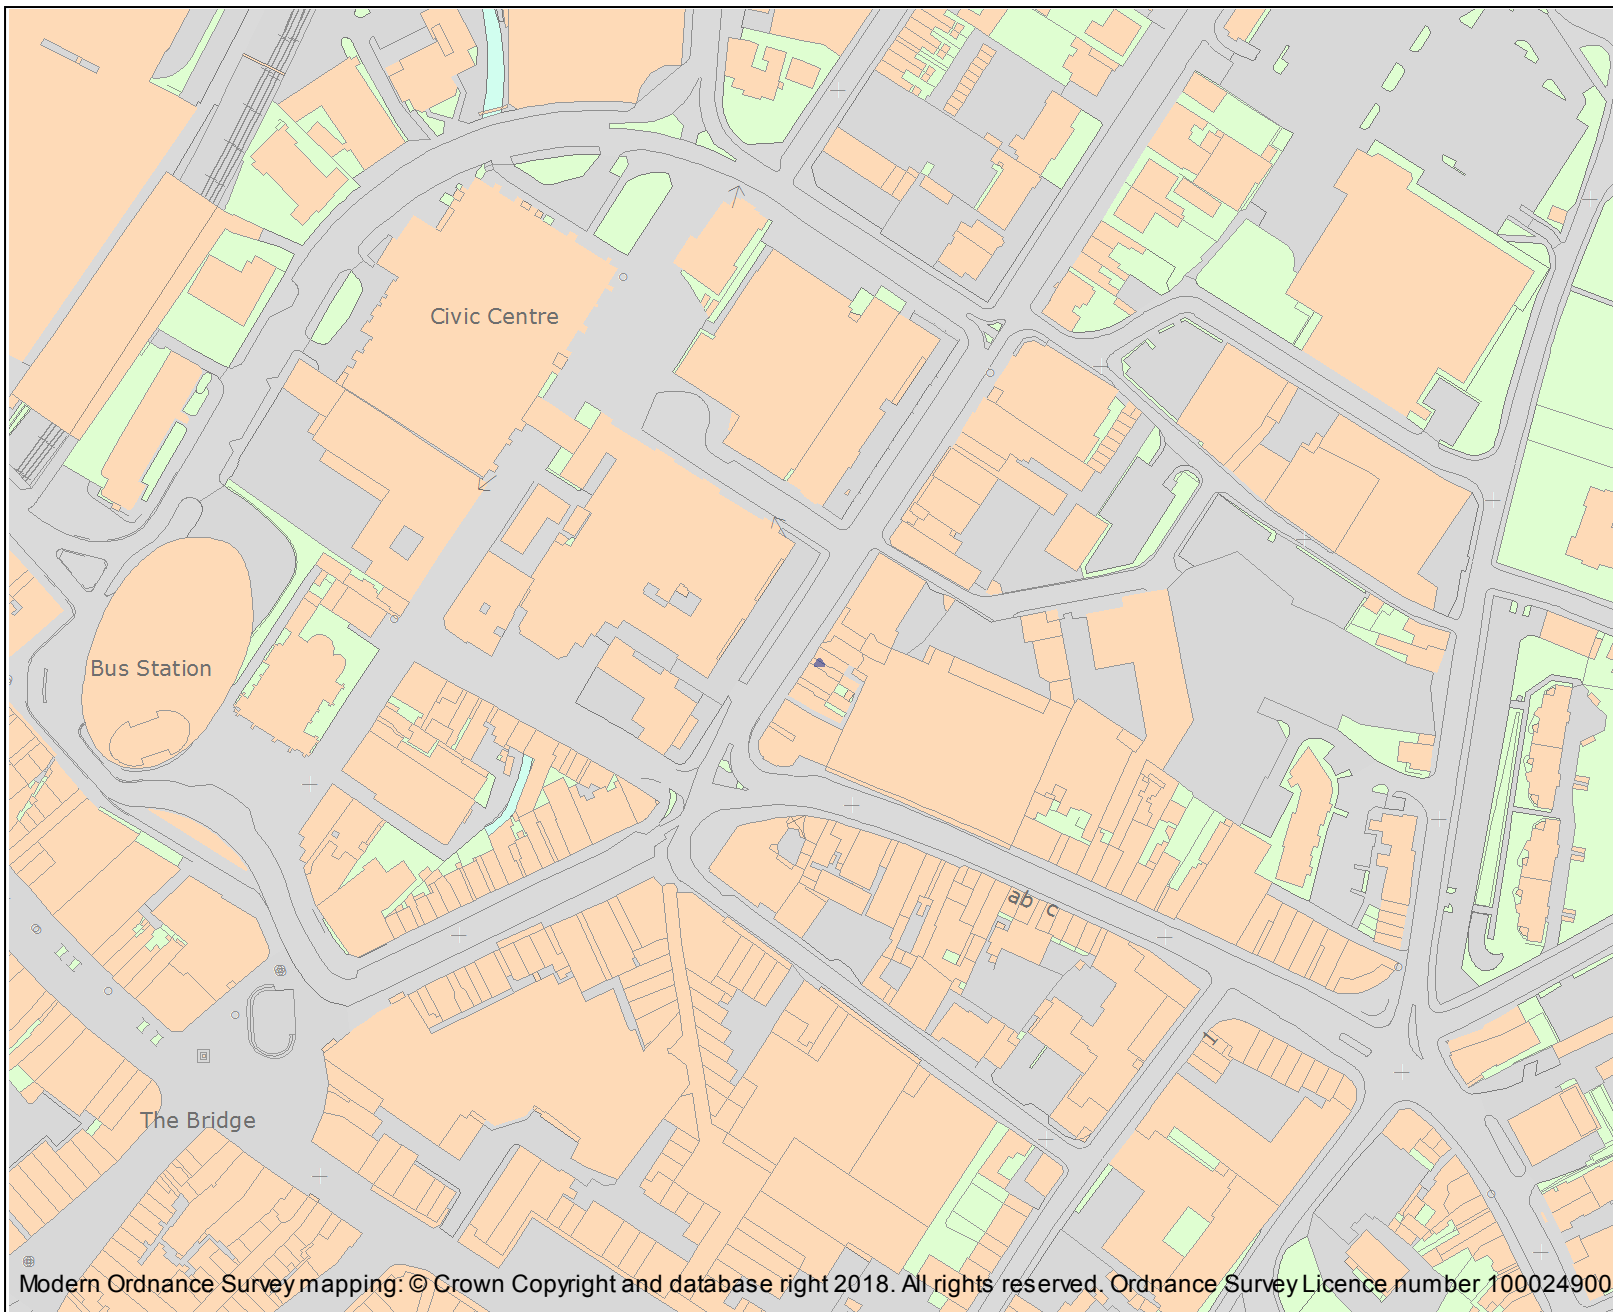 Civic Centre
Bus Station
ab c
1
The Bridge
Modern Ordnance Survey mapping: © Crown Copyright and database right 2018. All rights reserved. Ordnance Survey Licence number 100024900